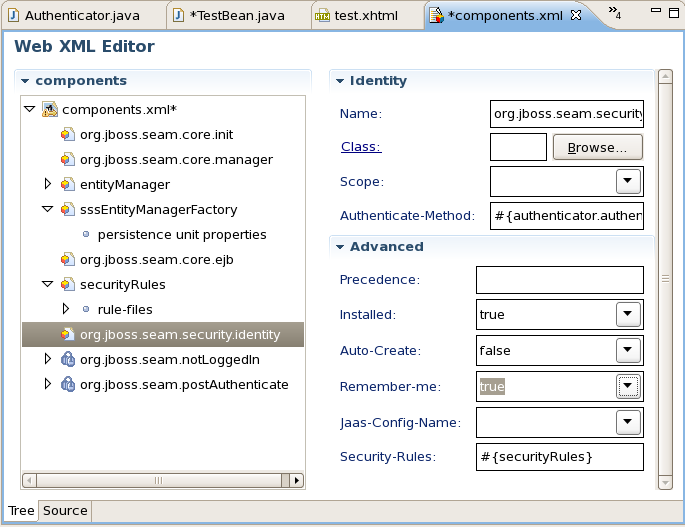 Authenticator.java
*TestBean.java
test.xhtml
*components.xml
4
Web XML Editor
components
components.xml*
org.jboss.seam.core.init
org.jboss.seam.core.manager
entityManager
sssEntityManagerFactory
persistence unit properties
org.jboss.seam.core.ejb
securityRules
rule-files
org.jboss.seam.security.identity
org.jboss.seam.notLoggedIn
org.jboss.seam.postAuthenticate
Identity
Name: org.jboss.seam.security
Class: Browse...
Scope:
Authenticate-Method: #{authenticator.authen
Advanced
Precedence:
Installed: true
Auto-Create: false
Remember-me: true
Jaas-Config-Name:
Security-Rules: #{securityRules}
Tree Source